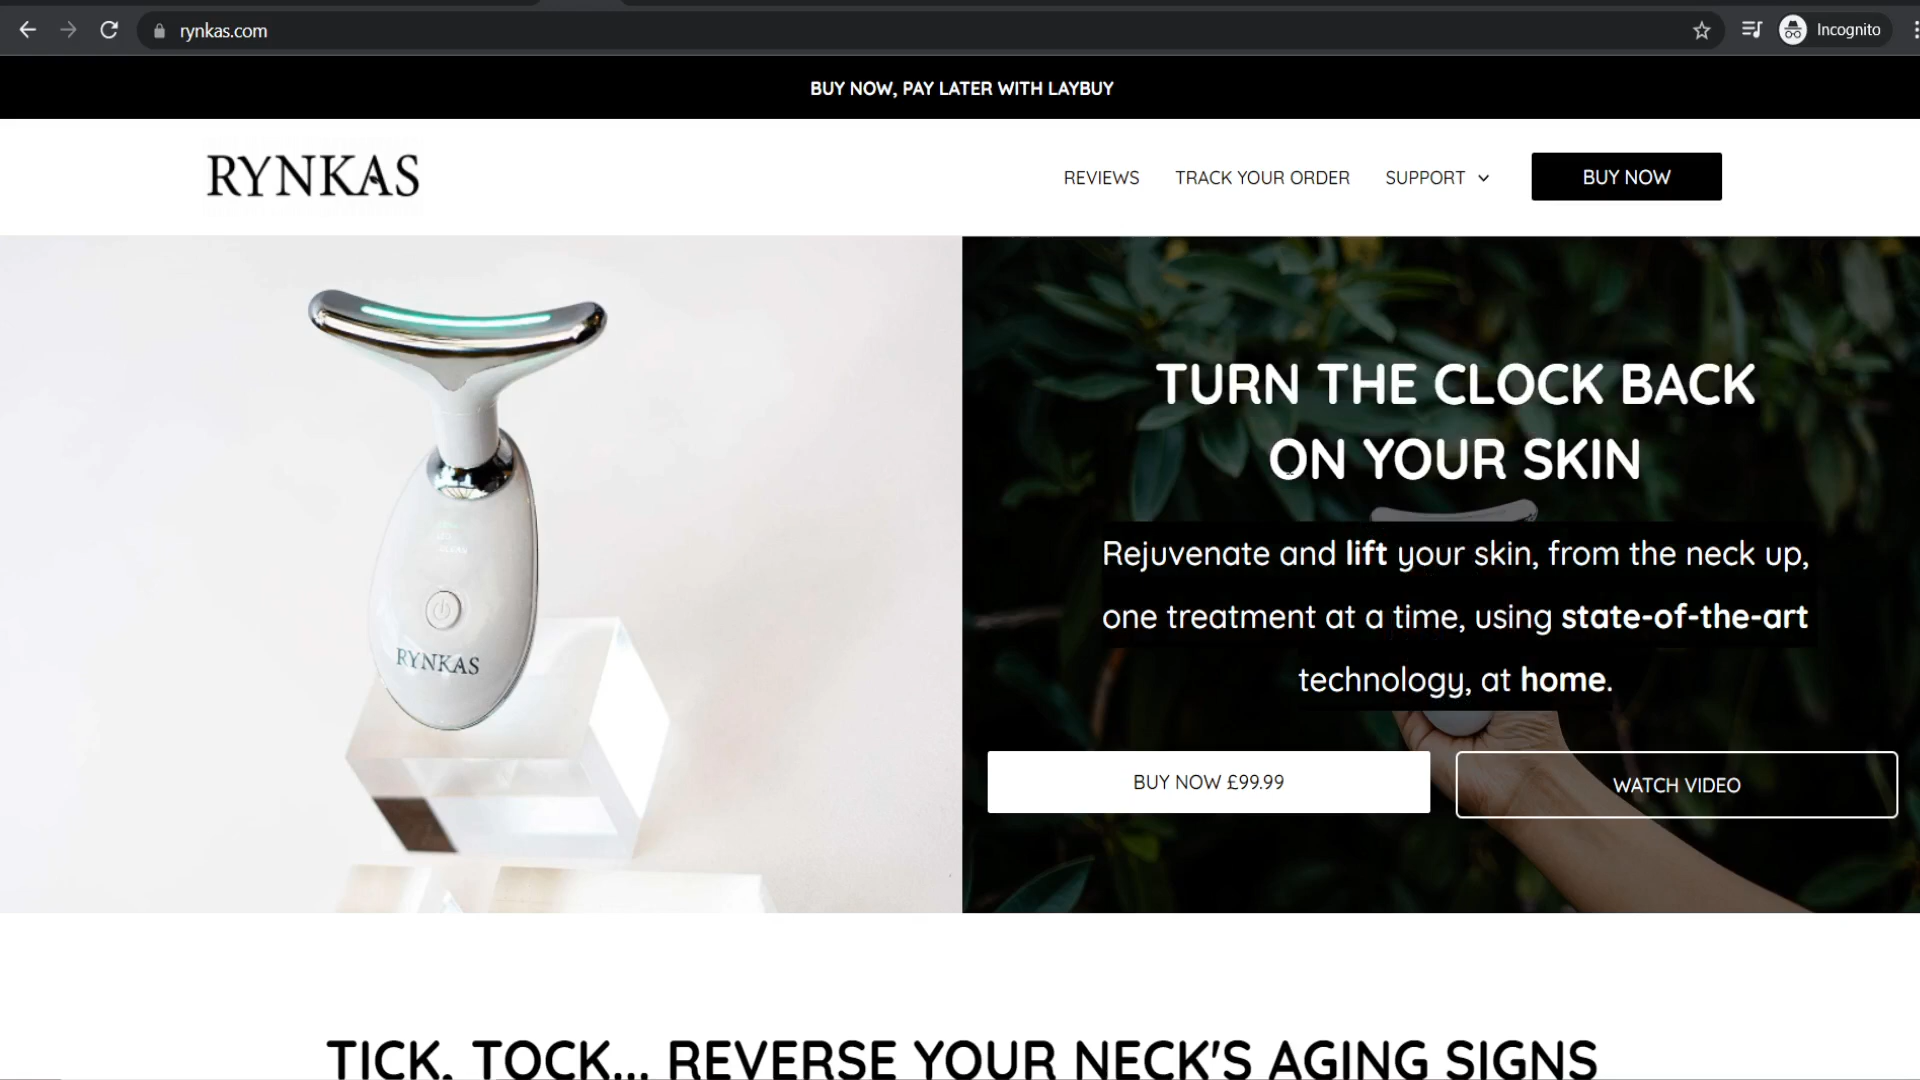 rynkas.com
Incognito
BUY NOW, PAY LATER WITH LAYBUY
RYNKAS
REVIEWS
TRACK YOUR ORDER
SUPPORT
BUY NOW
RYNKAS
TURN THE CLOCK BACK
ON YOUR SKIN
Rejuvenate and lift your skin, from the neck up,
one treatment at a time, using state-of-the-art
technology, at home.
BUY NOW £99.99
WATCH VIDEO
TICK, TOCK... REVERSE YOUR NECK'S AGING SIGNS